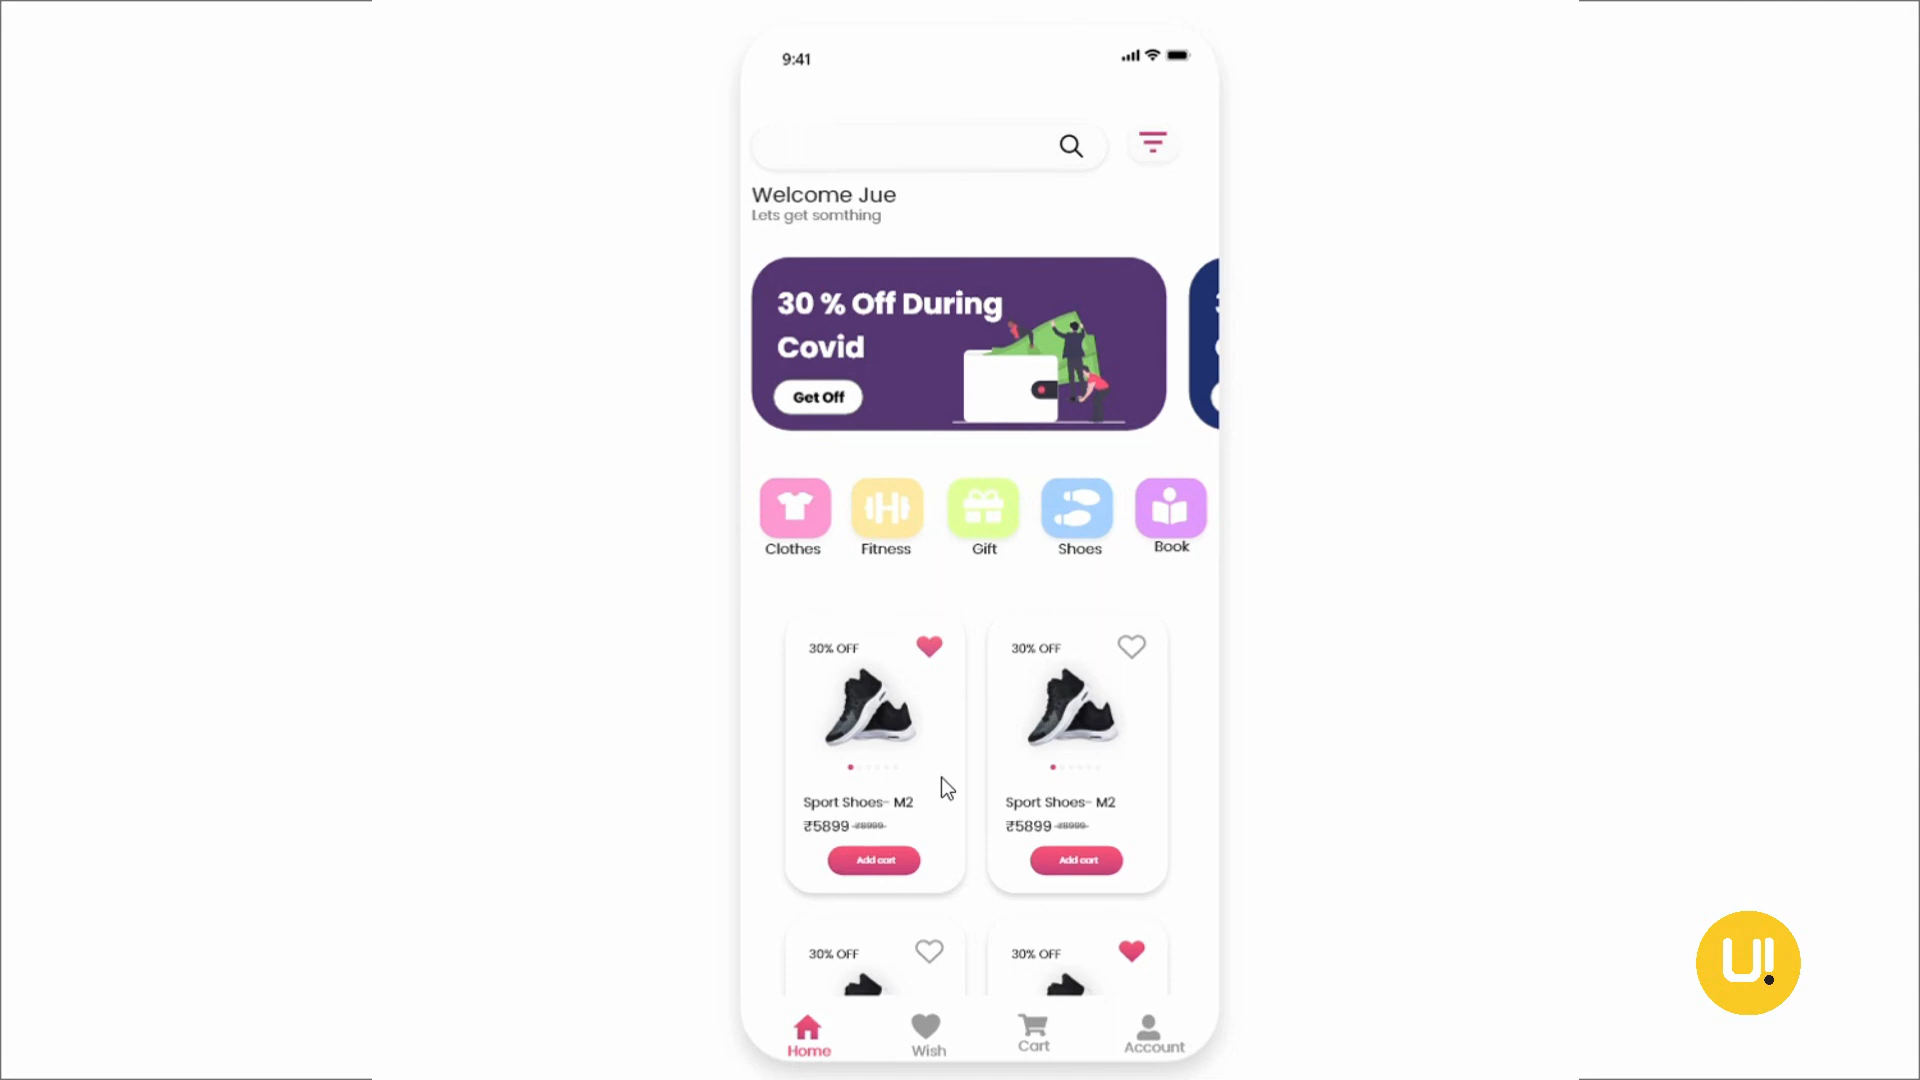 9:41
Welcome Jue
Lets get somthing
30 % Off During
Covid
Get Off
Clothes
Fitness
Gift
Shoes
Book
30% OFF
30% OFF
Sport Shoes- M2
Sport Shoes- M2
₹5899 ₹8999
₹5899 ₹8999
Add cart
Add cart
30% OFF
30% OFF
Home
Wish
Cart
Account
U!